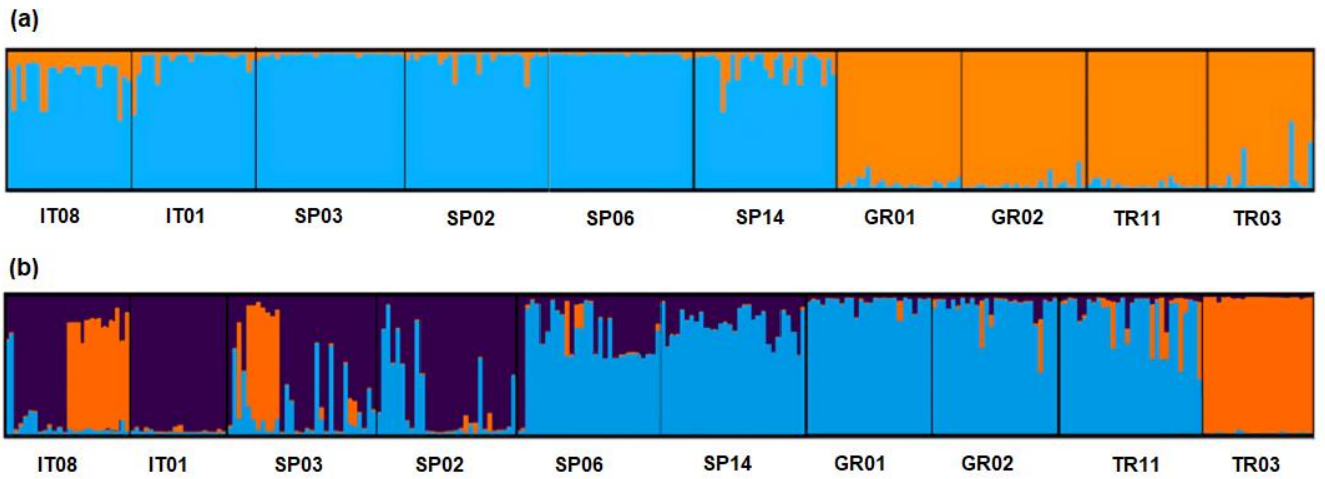 (a)
IT08 IT01 SP03 SP02 SP06 SP14 GR01 GR02 TR11 TR03
(b)
IT08 IT01 SP03 SP02 SP06 SP14 GR01 GR02 TR11 TR03